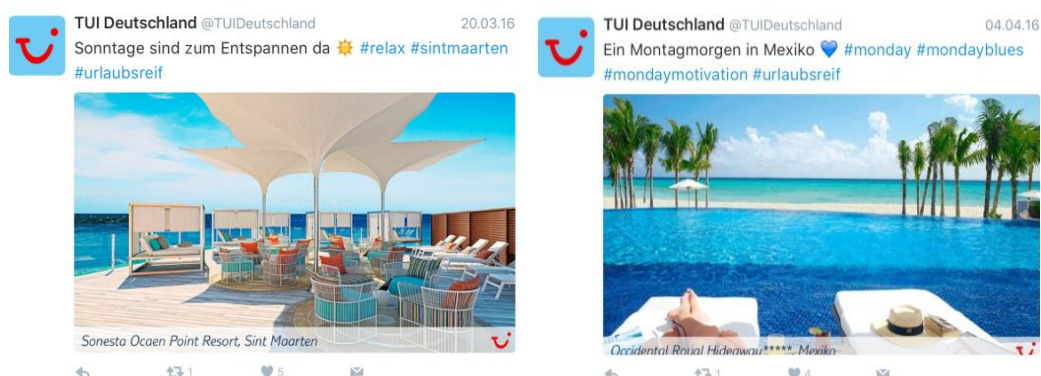 TUI Deutschland @TUIDeutschland 20.03.16
Sonntage sind zum Entspannen da ☀️ #relax #sintmaarten
#urlaubsreif
Sonesta Ocaen Point Resort, Sint Maarten
1 5
TUI Deutschland @TUIDeutschland 04.04.16
Ein Montagmorgen in Mexiko 💙 #monday #mondayblues
#mondaymotivation #urlaubsreif
Occidental Royal Hideaway*****, Mexiko
1 4